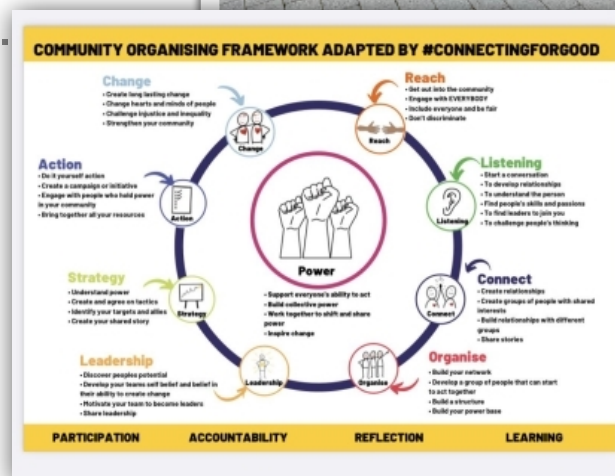 COMMUNITY ORGANISING FRAMEWORK ADAPTED BY #CONNECTINGFORGOOD
Change
• Create long lasting change
• Change hearts and minds of people
• Challenge injustice and inequality
• Strengthen your community
Change
Reach
• Get out into the community
• Engage with EVERYBODY
• Include everyone and be fair
• Don't discriminate
Reach
Action
• Do it yourself action
• Create a campaign or initiative
• Engage with people who hold power
in your community
• Bring together all your resources
Action
Listening
• Start a conversation
• To develop relationships
• To understand the person
• Find people's skills and passions
• To find leaders to join you
• To challenge people's thinking
Listening
Power
• Support everyone's ability to act
• Build collective power
• Work together to shift and share
power
• Inspire change
Strategy
• Understand power
• Create and agree on tactics
• Identify your targets and allies
• Create your shared story
Strategy
Connect
• Create relationships
• Create groups of people with shared
interests
• Build relationships with different
groups
• Share stories
Connect
Leadership
• Discover peoples potential
• Develop your teams self belief and belief in
their ability to create change
• Motivate your team to become leaders
• Share leadership
Leadership
Organise
• Build your network
• Develop a group of people that can start
to act together
• Build a structure
• Build your power base
Organise
PARTICIPATION
ACCOUNTABILITY
REFLECTION
LEARNING